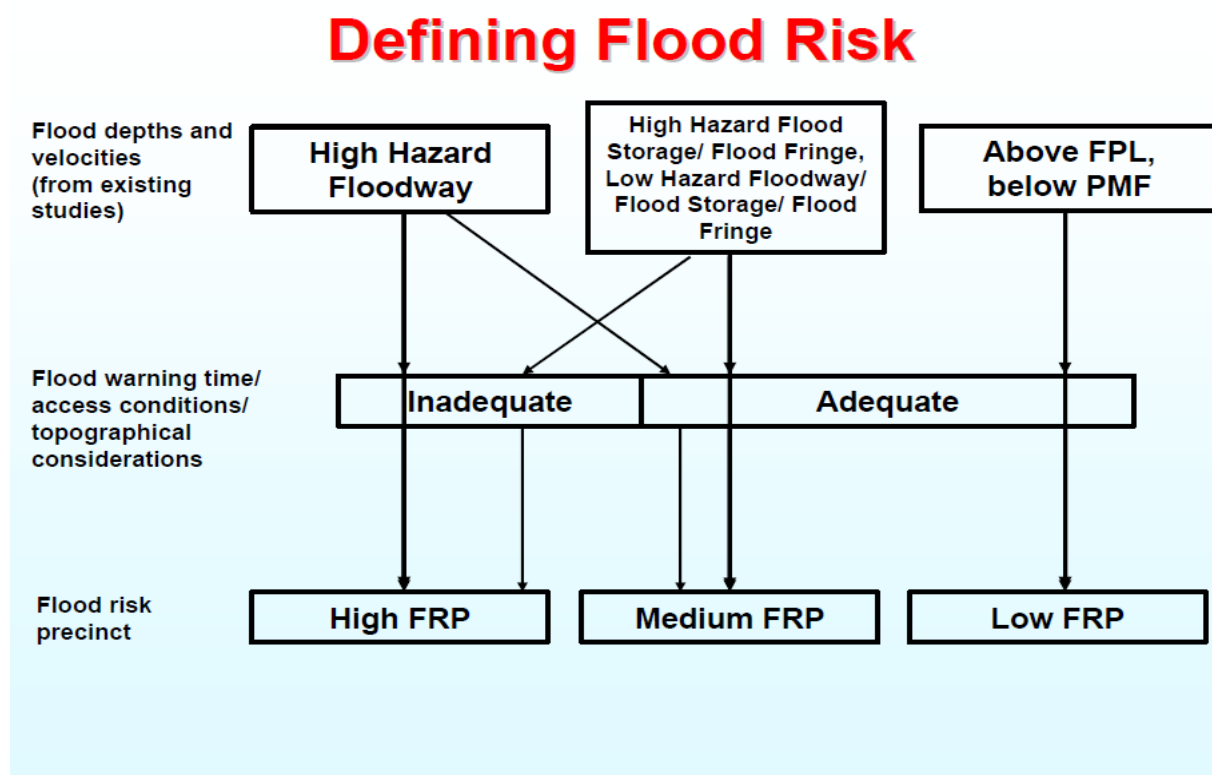 Defining Flood Risk
Flood depths and
velocities
(from existing
studies)
High Hazard
Floodway
High Hazard Flood
Storage/ Flood Fringe,
Low Hazard Floodway/
Flood Storage/ Flood
Fringe
Above FPL,
below PMF
Flood warning time/
access conditions/
topographical
considerations
Inadequate
Adequate
Flood risk
precinct
High FRP
Medium FRP
Low FRP